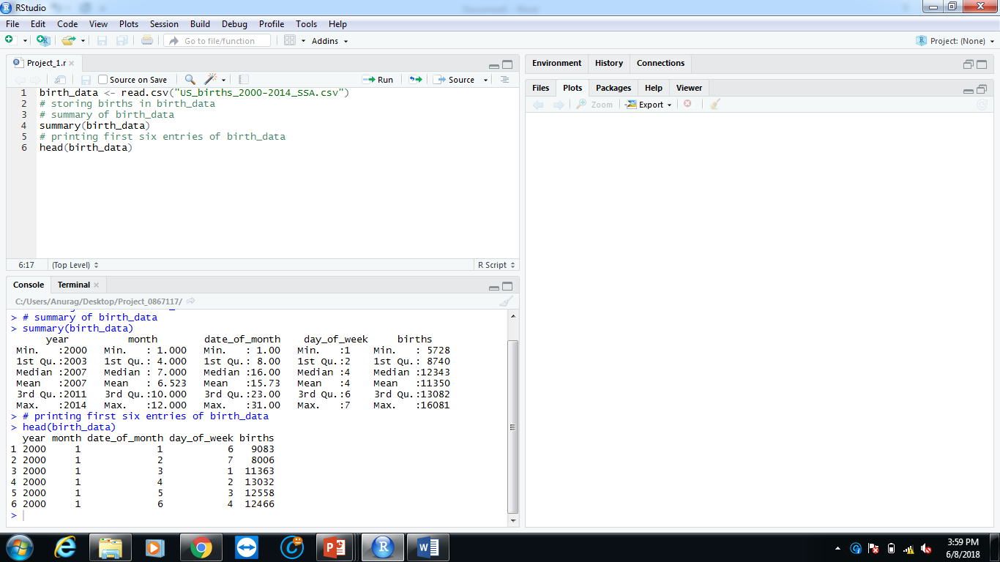 RStudio
File Edit Code View Plots Session Build Debug Profile Tools Help
Go to file/function Addins Project: (None)
Project_1.r
Source on Save Run Source
1 birth_data <- read.csv("US_births_2000-2014_SSA.csv")
2 # storing births in birth_data
3 # summary of birth_data
4 summary(birth_data)
5 # printing first six entries of birth_data
6 head(birth_data)
6:17 (Top Level) R Script
Console Terminal
C:/Users/Anurag/Desktop/Project_0867117/
> # summary of birth_data
> summary(birth_data)
year month date_of_month day_of_week births
Min. :2000 Min. : 1.000 Min. : 1.00 Min. :1 Min. : 5728
1st Qu.:2003 1st Qu.: 4.000 1st Qu.: 8.00 1st Qu.:2 1st Qu.: 8740
Median :2007 Median : 7.000 Median :16.00 Median :4 Median :12343
Mean :2007 Mean : 6.523 Mean :15.73 Mean :4 Mean :11350
3rd Qu.:2011 3rd Qu.:10.000 3rd Qu.:23.00 3rd Qu.:6 3rd Qu.:13082
Max. :2014 Max. :12.000 Max. :31.00 Max. :7 Max. :16081
> # printing first six entries of birth_data
> head(birth_data)
year month date_of_month day_of_week births
1 2000 1 1 6 9083
2 2000 1 2 7 8006
3 2000 1 3 1 11363
4 2000 1 4 2 13032
5 2000 1 5 3 12558
6 2000 1 6 4 12466
>
Environment History Connections
Files Plots Packages Help Viewer
Zoom Export
3:59 PM
6/8/2018